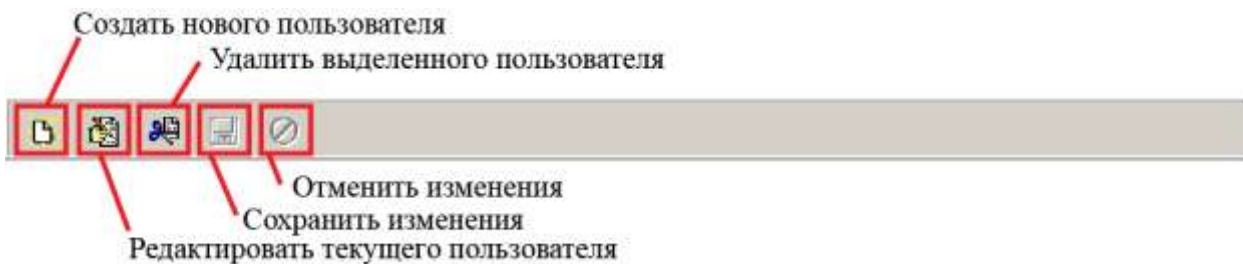 Создать нового пользователя
Удалить выделенного пользователя
Отменить изменения
Сохранить изменения
Редактировать текущего пользователя